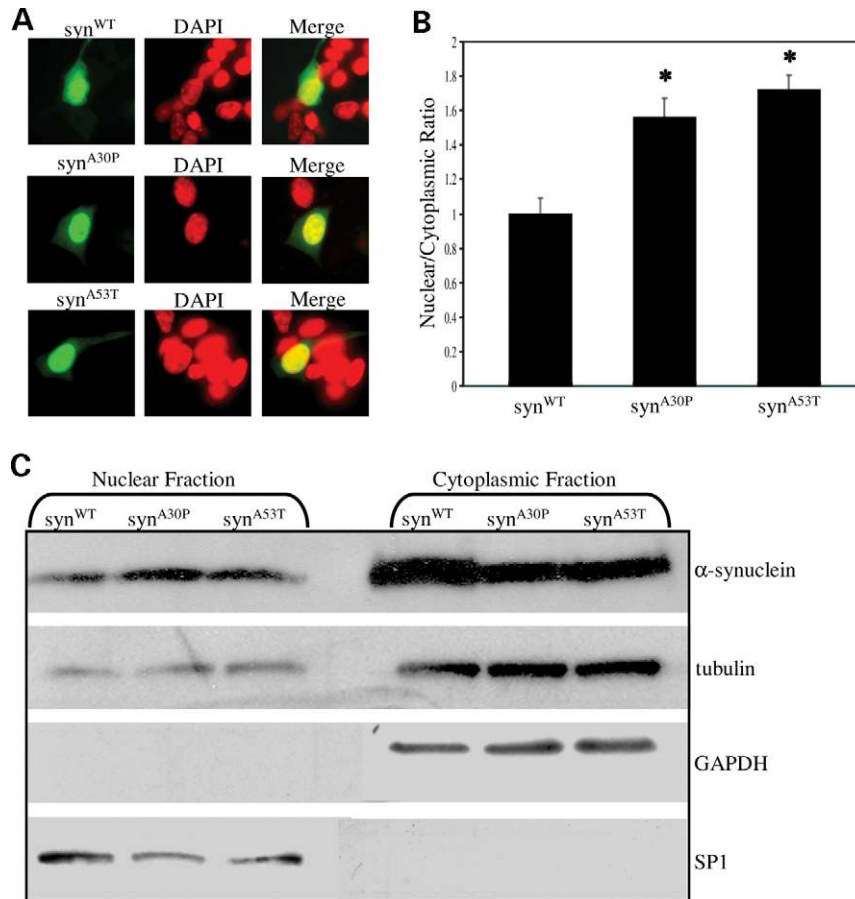 A
syn^WT DAPI Merge
syn^A30P DAPI Merge
syn^A53T DAPI Merge
B
Nuclear/Cytoplasmic Ratio
2
1.8
1.6
1.4
1.2
1
0.8
0.6
0.4
0.2
0
* *
syn^WT syn^A30P syn^A53T
C
Nuclear Fraction Cytoplasmic Fraction
syn^WT syn^A30P syn^A53T syn^WT syn^A30P syn^A53T
α-synuclein
tubulin
GAPDH
SP1